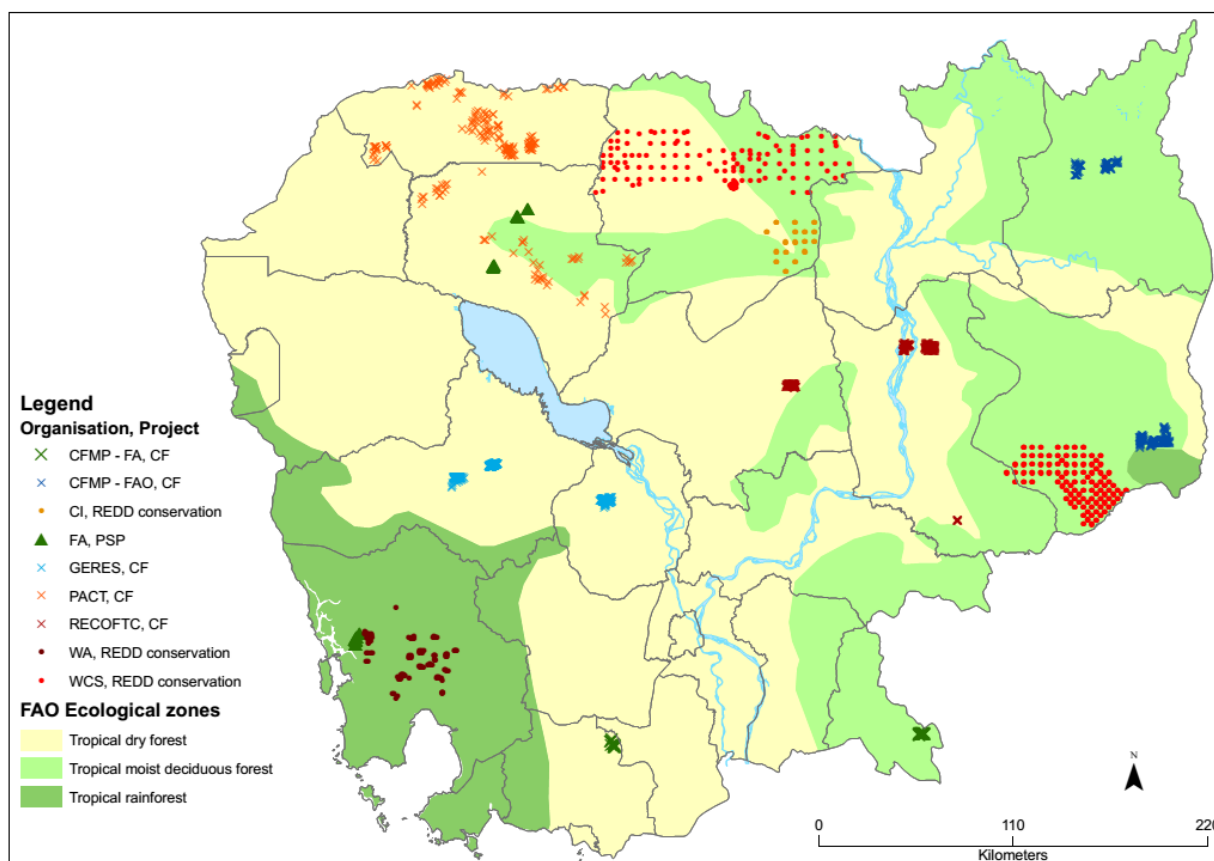 Legend
Organisation, Project
CFMP - FA, CF
CFMP - FAO, CF
CI, REDD conservation
FA, PSP
GERES, CF
PACT, CF
RECOFTC, CF
WA, REDD conservation
WCS, REDD conservation
FAO Ecological zones
Tropical dry forest
Tropical moist deciduous forest
Tropical rainforest
N
0 110 220
Kilometers